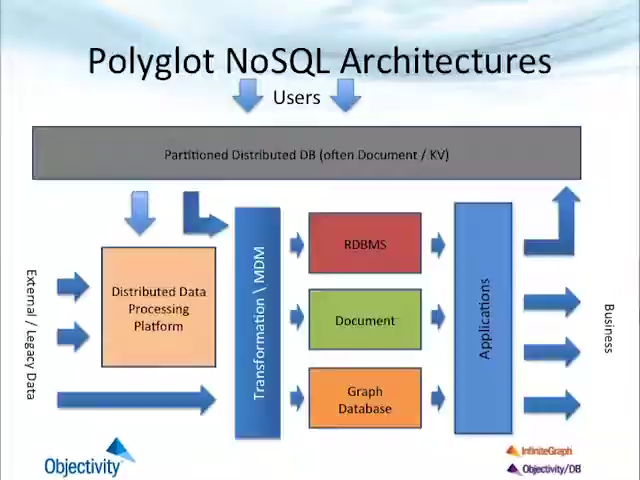 Polyglot NoSQL Architectures
Users
Partitioned Distributed DB (often Document / KV)
External / Legacy Data
Distributed Data
Processing
Platform
Transformation \ MDM
RDBMS
Document
Graph
Database
Applications
Business
Objectivity
InfiniteGraph
Objectivity/DB